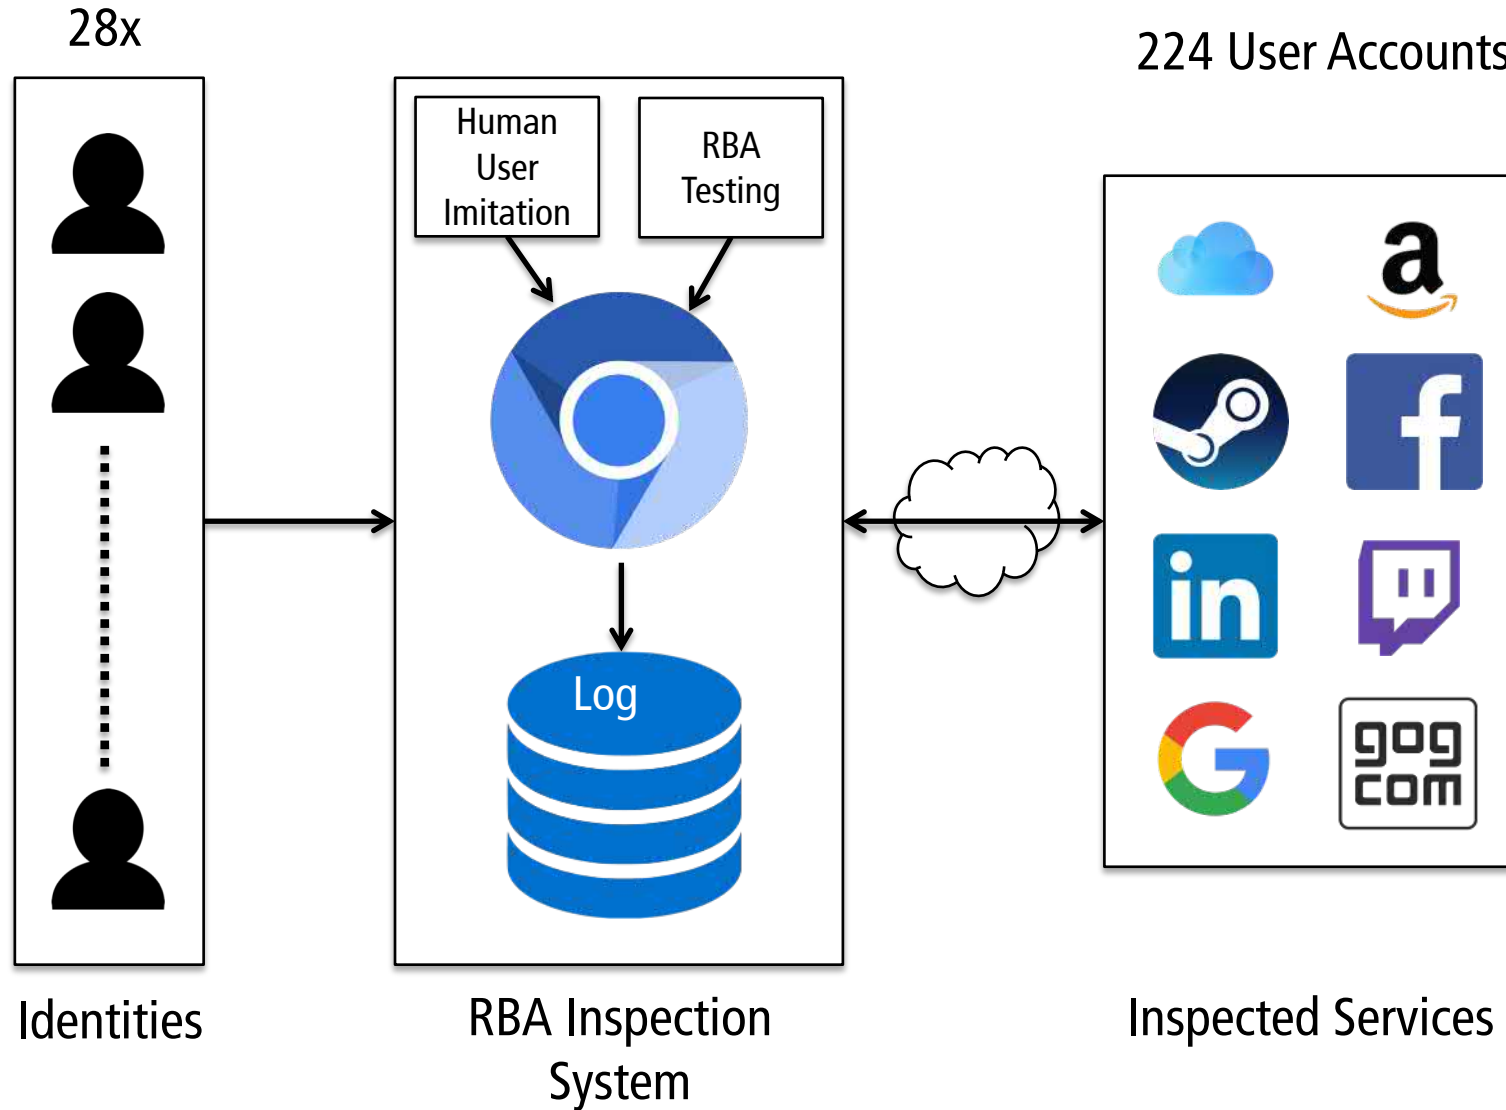 28x
224 User Accounts
Human
User
Imitation
RBA
Testing
a
f
in
G
gog
com
Log
Identities
RBA Inspection
System
Inspected Services